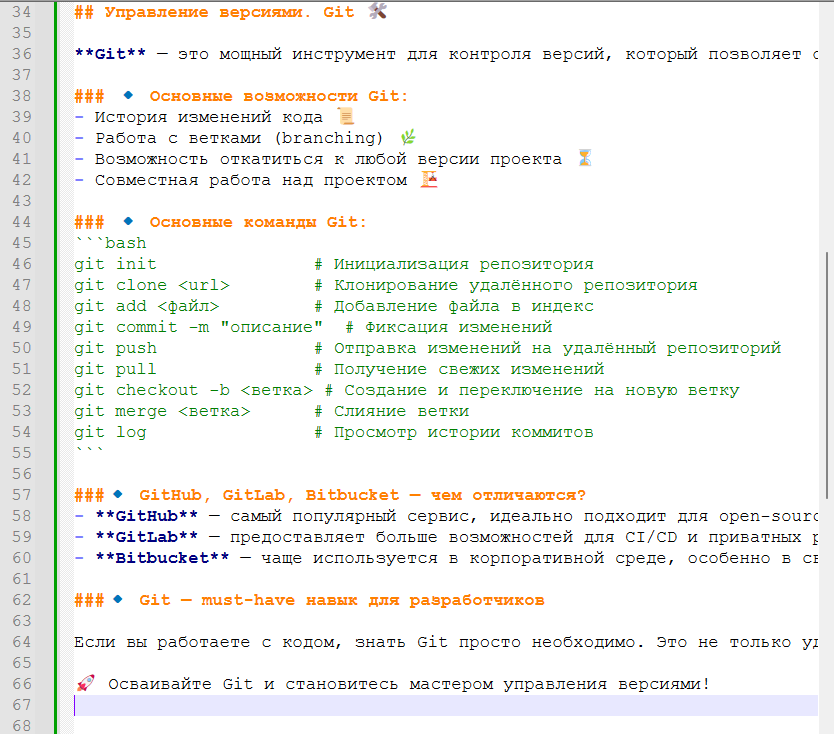 34 ## Управление версиями. Git 🛠️
35
36 **Git** — это мощный инструмент для контроля версий, который позволяет
37
38 ### 🔹 Основные возможности Git:
39 - История изменений кода 📜
40 - Работа с ветками (branching) 🌿
41 - Возможность откатиться к любой версии проекта ⏳
42 - Совместная работа над проектом 🏗️
43
44 ### 🔹 Основные команды Git:
45 ```bash
46 git init               # Инициализация репозитория
47 git clone <url>        # Клонирование удалённого репозитория
48 git add <файл>         # Добавление файла в индекс
49 git commit -m "описание"  # Фиксация изменений
50 git push               # Отправка изменений на удалённый репозиторий
51 git pull               # Получение свежих изменений
52 git checkout -b <ветка> # Создание и переключение на новую ветку
53 git merge <ветка>      # Слияние ветки
54 git log                # Просмотр истории коммитов
55 ```
56
57 ###🔹 GitHub, GitLab, Bitbucket — чем отличаются?
58 - **GitHub** — самый популярный сервис, идеально подходит для open-sourc
59 - **GitLab** — предоставляет больше возможностей для CI/CD и приватных
60 - **Bitbucket** — чаще используется в корпоративной среде, особенно в
61
62 ###🔹 Git — must-have навык для разработчиков
63
64 Если вы работаете с кодом, знать Git просто необходимо. Это не только
65
66 🚀 Осваивайте Git и становитесь мастером управления версиями!
67
68